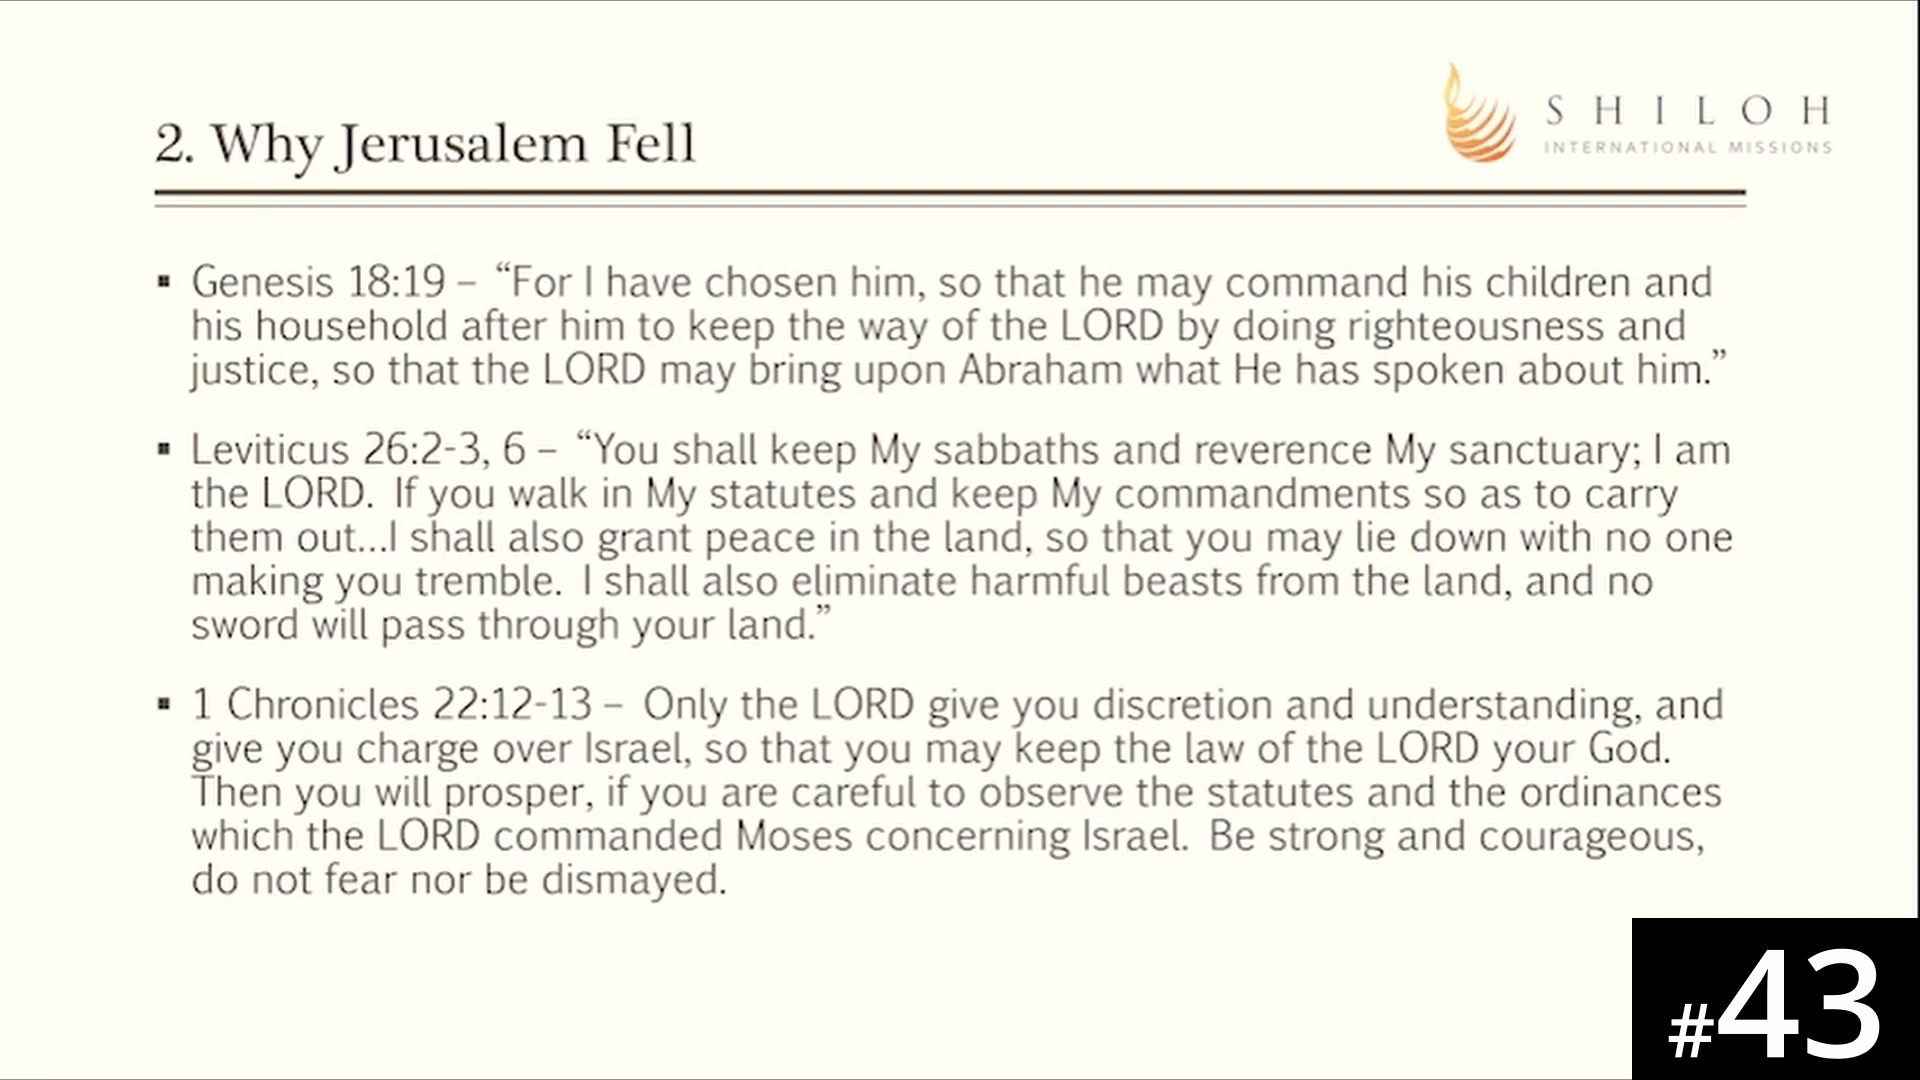 SHILOH
INTERNATIONAL MISSIONS
2. Why Jerusalem Fell
▪ Genesis 18:19 – “For I have chosen him, so that he may command his children and
his household after him to keep the way of the LORD by doing righteousness and
justice, so that the LORD may bring upon Abraham what He has spoken about him.”
▪ Leviticus 26:2-3, 6 – “You shall keep My sabbaths and reverence My sanctuary; I am
the LORD. If you walk in My statutes and keep My commandments so as to carry
them out...I shall also grant peace in the land, so that you may lie down with no one
making you tremble. I shall also eliminate harmful beasts from the land, and no
sword will pass through your land.”
▪ 1 Chronicles 22:12-13 – Only the LORD give you discretion and understanding, and
give you charge over Israel, so that you may keep the law of the LORD your God.
Then you will prosper, if you are careful to observe the statutes and the ordinances
which the LORD commanded Moses concerning Israel. Be strong and courageous,
do not fear nor be dismayed.
#43